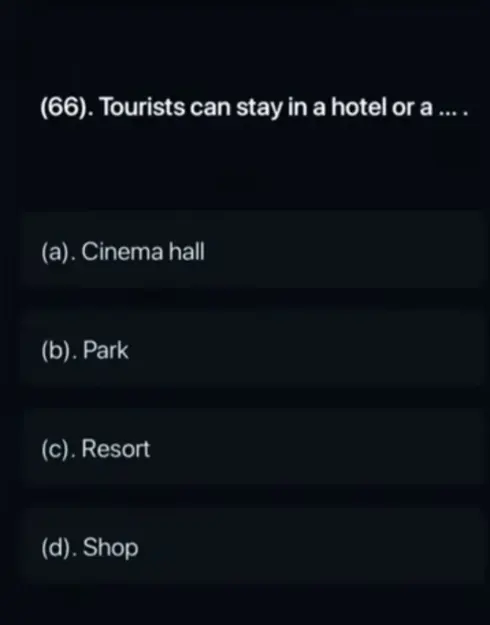 (66). Tourists can stay in a hotel or a ... .
(a). Cinema hall
(b). Park
(c). Resort
(d). Shop